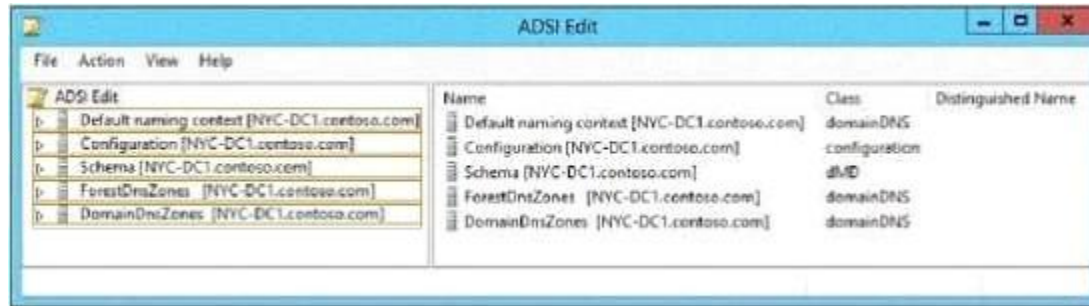 ADSI Edit
File Action View Help
ADSI Edit
Default naming context [NYC-DC1.contoso.com]
Configuration [NYC-DC1.contoso.com]
Schema [NYC-DC1.contoso.com]
ForestDnsZones [NYC-DC1.contoso.com]
DomainDnsZones [NYC-DC1.contoso.com]
Name Class Distinguished Name
Default naming context [NYC-DC1.contoso.com] domainDNS
Configuration [NYC-DC1.contoso.com] configuration
Schema [NYC-DC1.contoso.com] dMD
ForestDnsZones [NYC-DC1.contoso.com] domainDNS
DomainDnsZones [NYC-DC1.contoso.com] domainDNS